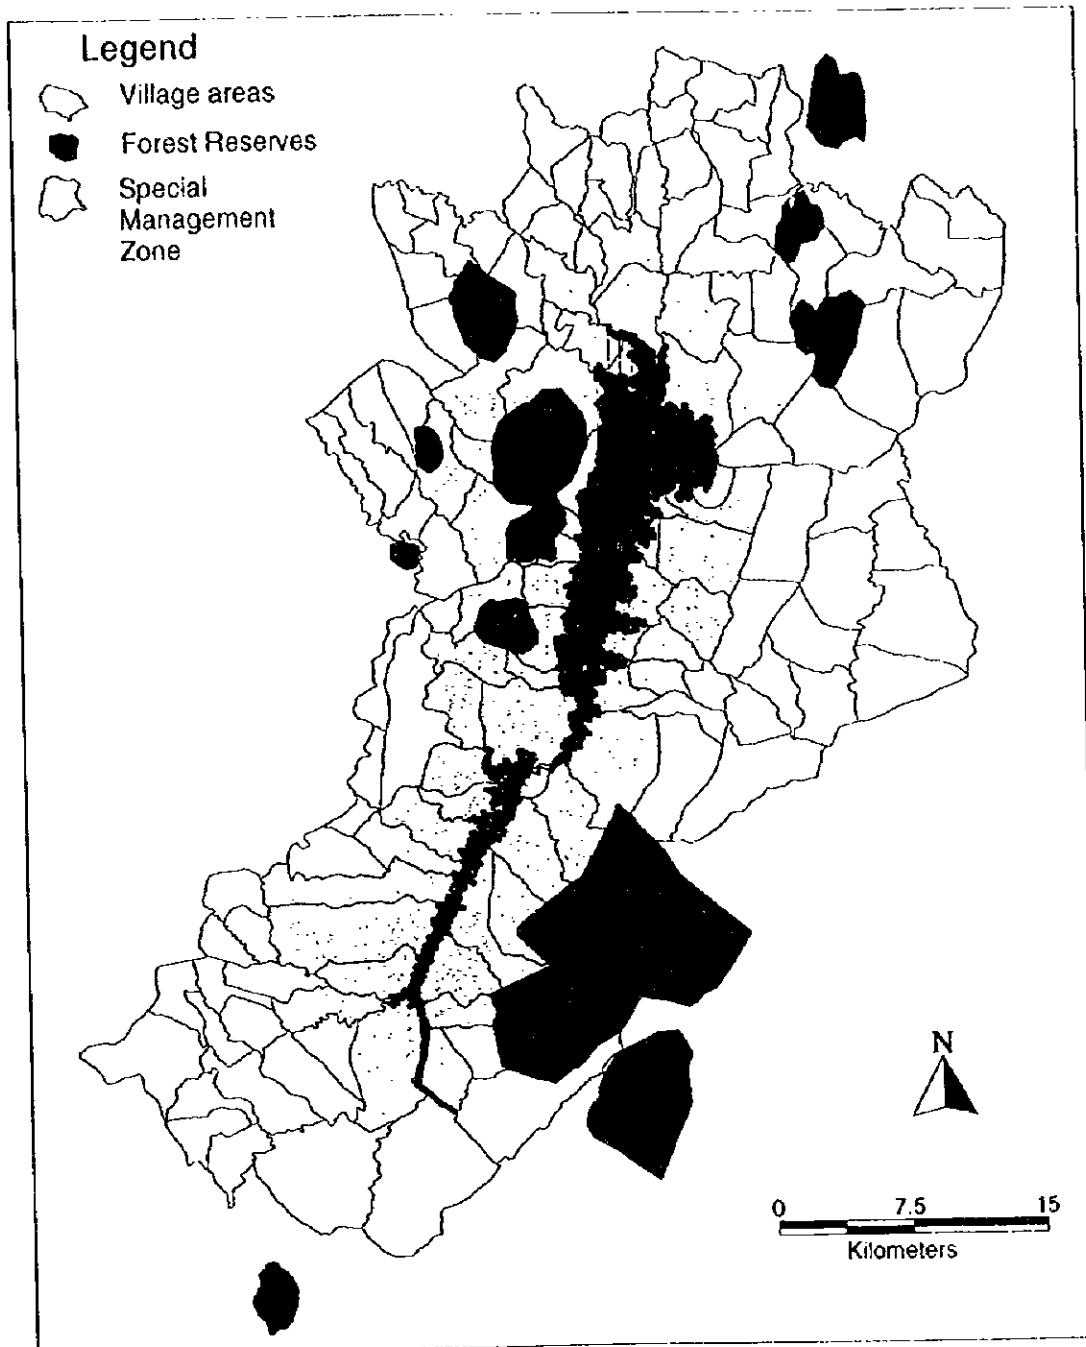 Legend
Village areas
Forest Reserves
Special
Management
Zone
N
0 7.5 15
Kilometers